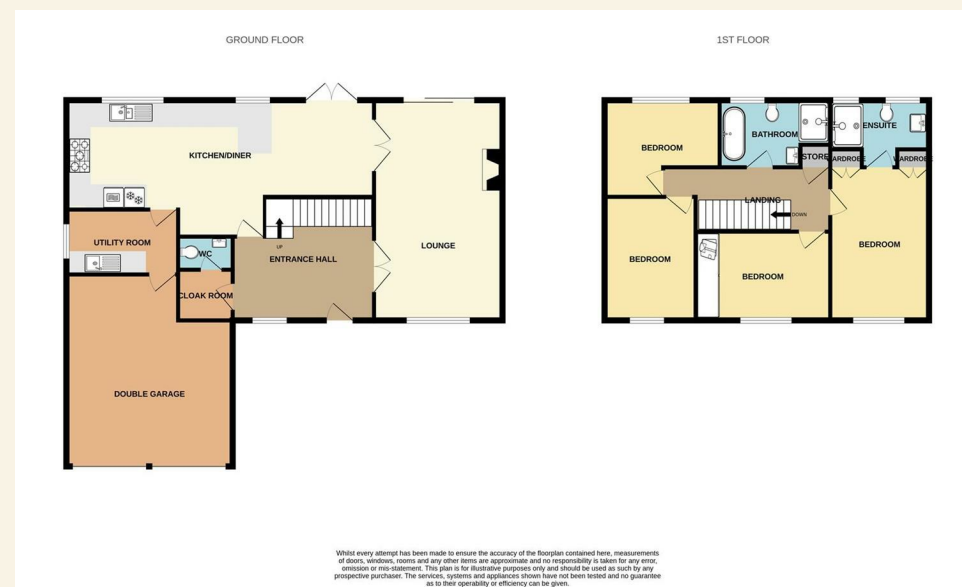 GROUND FLOOR
KITCHEN/DINER
UTILITY ROOM
WC
CLOAK ROOM
UP
ENTRANCE HALL
LOUNGE
DOUBLE GARAGE
1ST FLOOR
BEDROOM
BATHROOM
ENSUITE
STORE
WARDROBE
WARDROBE
LANDING
DOWN
BEDROOM
BEDROOM
BEDROOM
Whilst every attempt has been made to ensure the accuracy of the floorplan contained here, measurements
of doors, windows, rooms and any other items are approximate and no responsibility is taken for any error,
omission or mis-statement. This plan is for illustrative purposes only and should be used as such by any
prospective purchaser. The services, systems and appliances shown have not been tested and no guarantee
as to their operability or efficiency can be given.